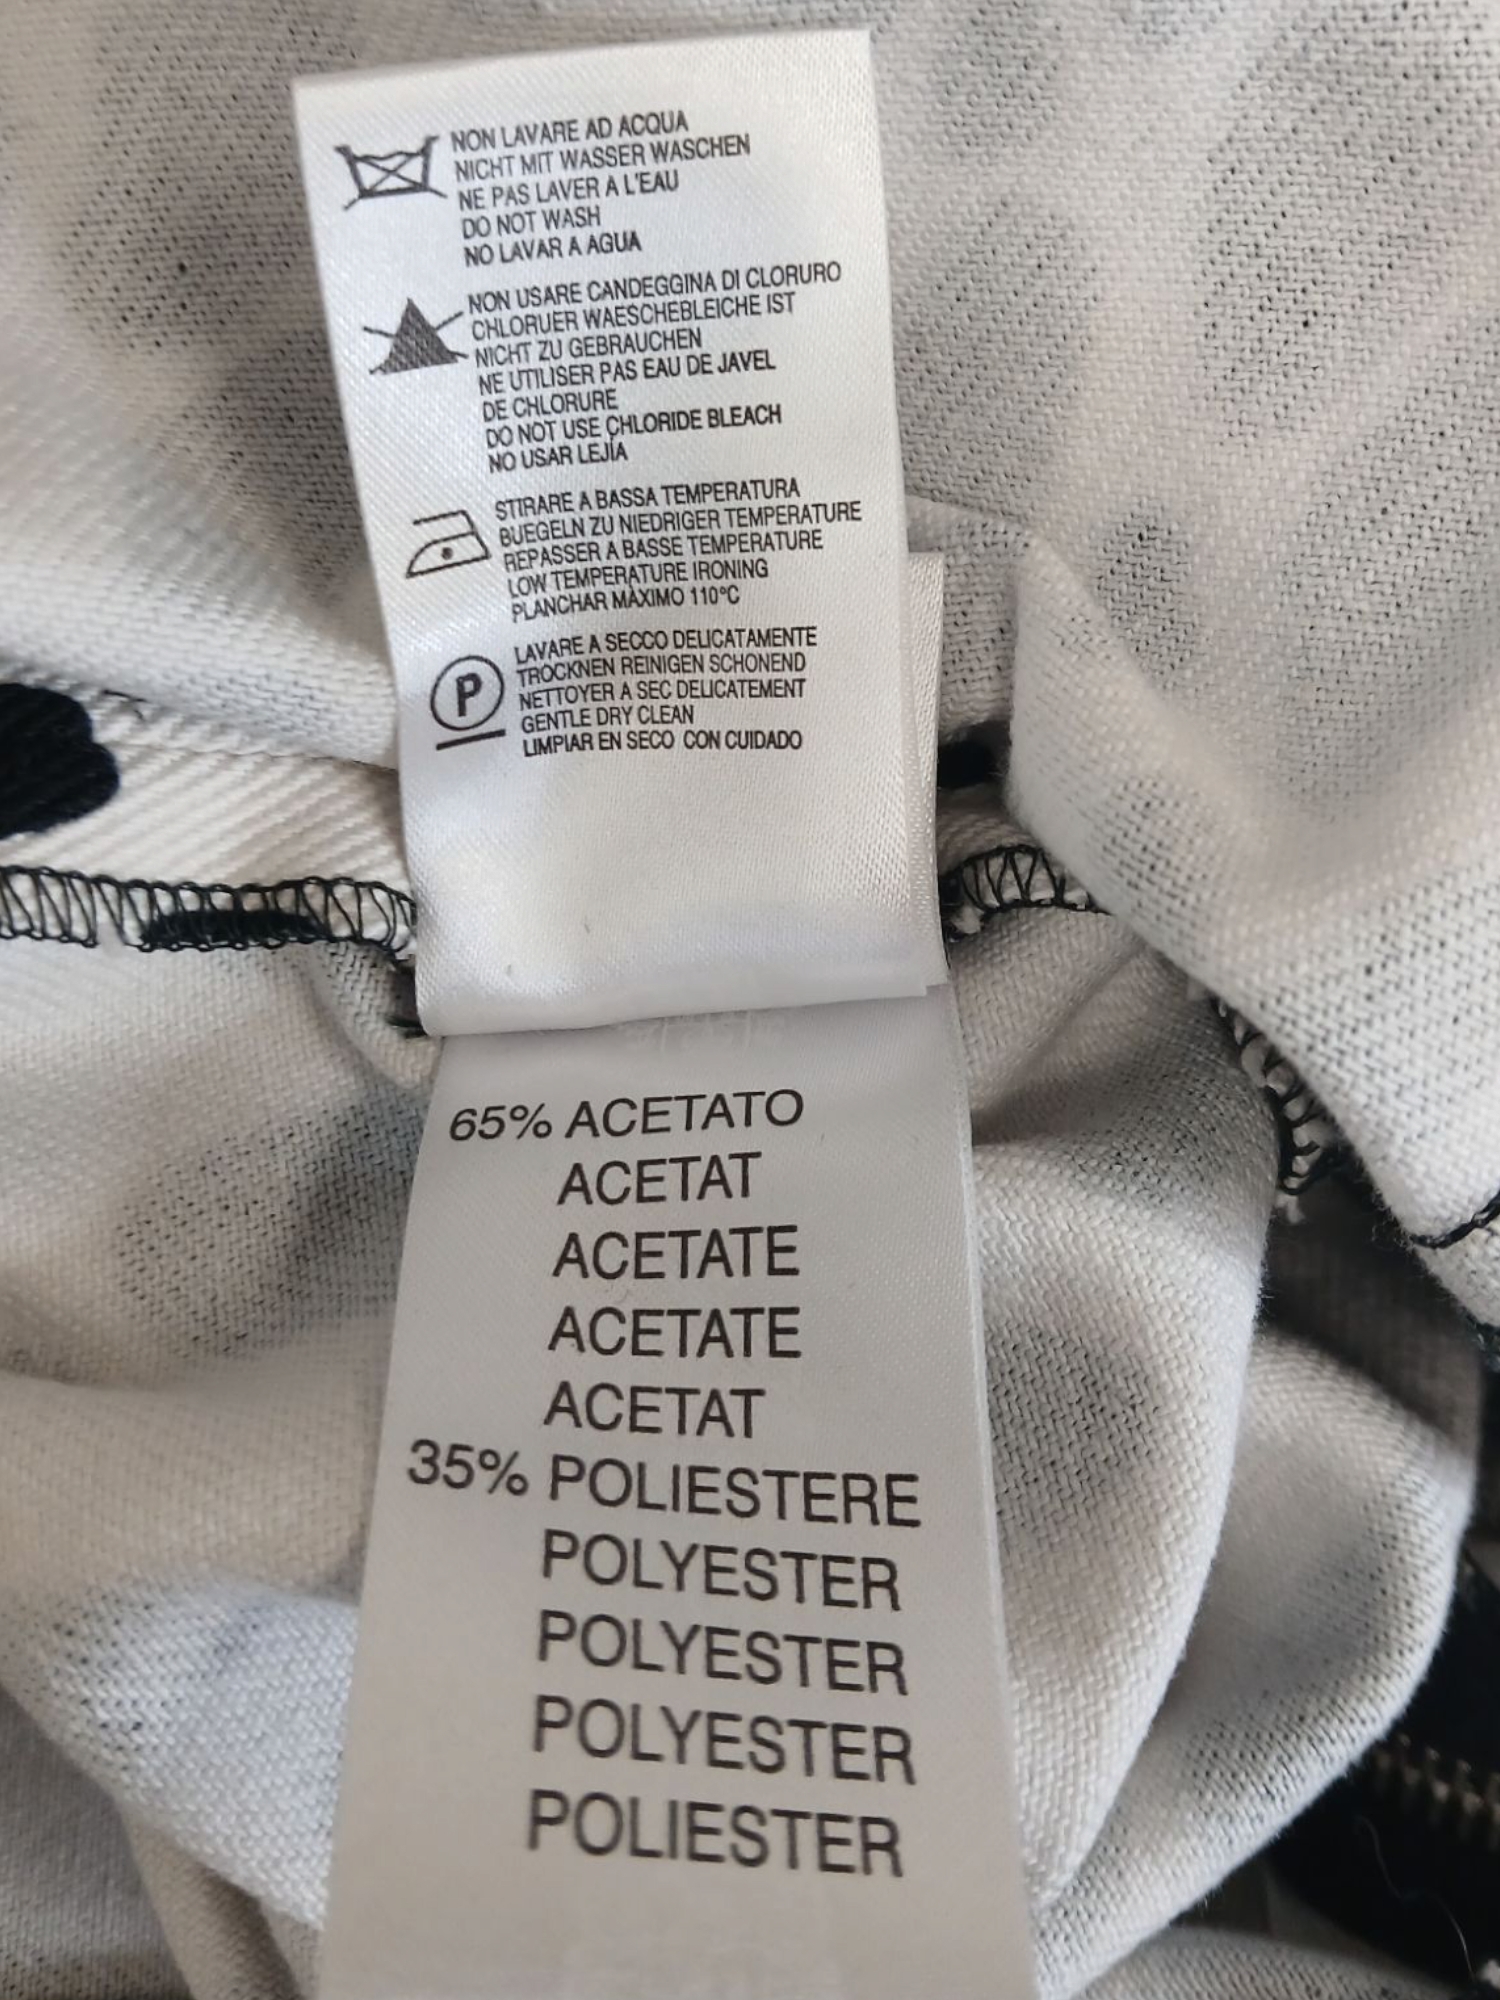 NON LAVARE AD ACQUA
NICHT MIT WASSER WASCHEN
NE PAS LAVER A L'EAU
DO NOT WASH
NO LAVAR A AGUA
NON USARE CANDEGGINA DI CLORURO
CHLORUER WAESCHEBLEICHE IST
NICHT ZU GEBRAUCHEN
NE UTILISER PAS EAU DE JAVEL
DE CHLORURE
DO NOT USE CHLORIDE BLEACH
NO USAR LEJÍA
STIRARE A BASSA TEMPERATURA
BUEGELN ZU NIEDRIGER TEMPERATURE
REPASSER A BASSE TEMPERATURE
LOW TEMPERATURE IRONING
PLANCHAR MÁXIMO 110°C
P
LAVARE A SECCO DELICATAMENTE
TROCKNEN REINIGEN SCHONEND
NETTOYER A SEC DELICATEMENT
GENTLE DRY CLEAN
LIMPIAR EN SECO CON CUIDADO
65% ACETATO
ACETAT
ACETATE
ACETATE
ACETAT
35% POLIESTERE
POLYESTER
POLYESTER
POLYESTER
POLIESTER